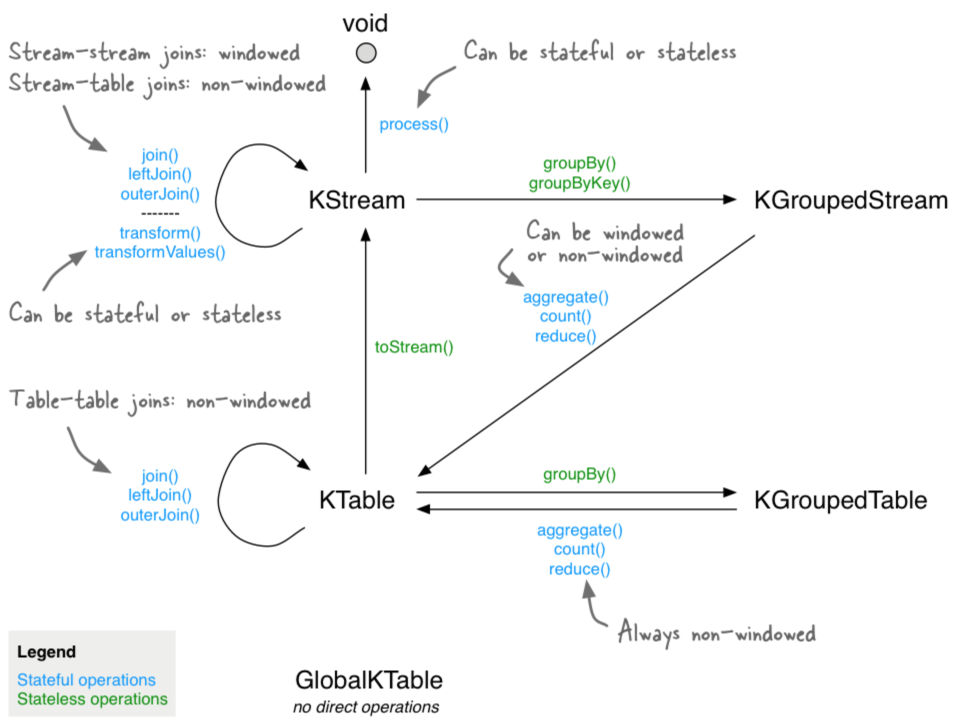 void
Stream-stream joins: windowed
Stream-table joins: non-windowed
Can be stateful or stateless
process()
join()
leftJoin()
outerJoin()
-------
transform()
transformValues()
KStream
groupBy()
groupByKey()
KGroupedStream
Can be windowed
or non-windowed
aggregate()
count()
reduce()
Can be stateful or stateless
toStream()
Table-table joins: non-windowed
join()
leftJoin()
outerJoin()
KTable
groupBy()
KGroupedTable
aggregate()
count()
reduce()
Always non-windowed
Legend
Stateful operations
Stateless operations
GlobalKTable
no direct operations